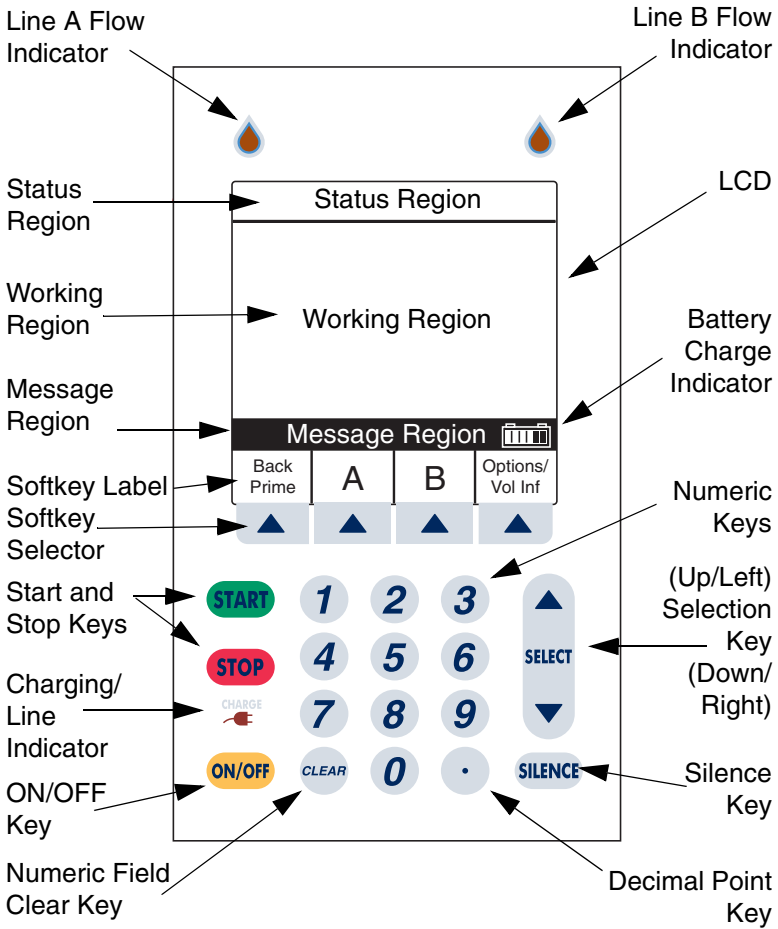 Line A Flow
Indicator
Line B Flow
Indicator
Status
Region
Status Region
LCD
Working
Region
Working Region
Battery
Charge
Indicator
Message
Region
Message Region
Softkey Label
Back
Prime
A
B
Options/
Vol Inf
Softkey
Selector
Numeric
Keys
Start and
Stop Keys
START
1
2
3
(Up/Left)
Selection
Key
(Down/
Right)
STOP
4
5
6
SELECT
Charging/
Line
Indicator
CHARGE
7
8
9
ON/OFF
CLEAR
0
.
SILENCE
ON/OFF
Key
Silence
Key
Numeric Field
Clear Key
Decimal Point
Key